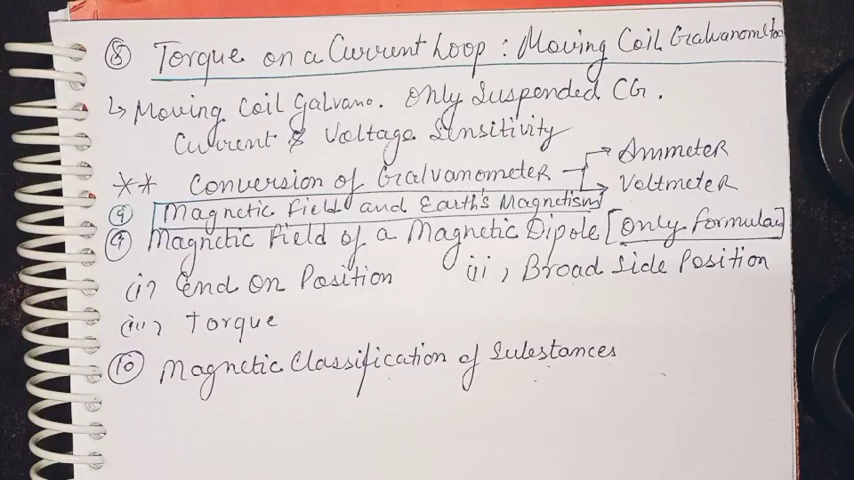 ⑧ Torque on a Current Loop : Moving Coil Galvanometer
↳ Moving Coil Galvano. Only Suspended CG.
Current & Voltage Sensitivity
** Conversion of Galvanometer → Ammeter
→ Voltmeter
⑨ Magnetic Field and Earth's Magnetism
⑨ Magnetic Field of a Magnetic Dipole [Only formulae]
(i) End On Position (ii) Broad Side Position
(iii) Torque
⑩ Magnetic Classification of Substances